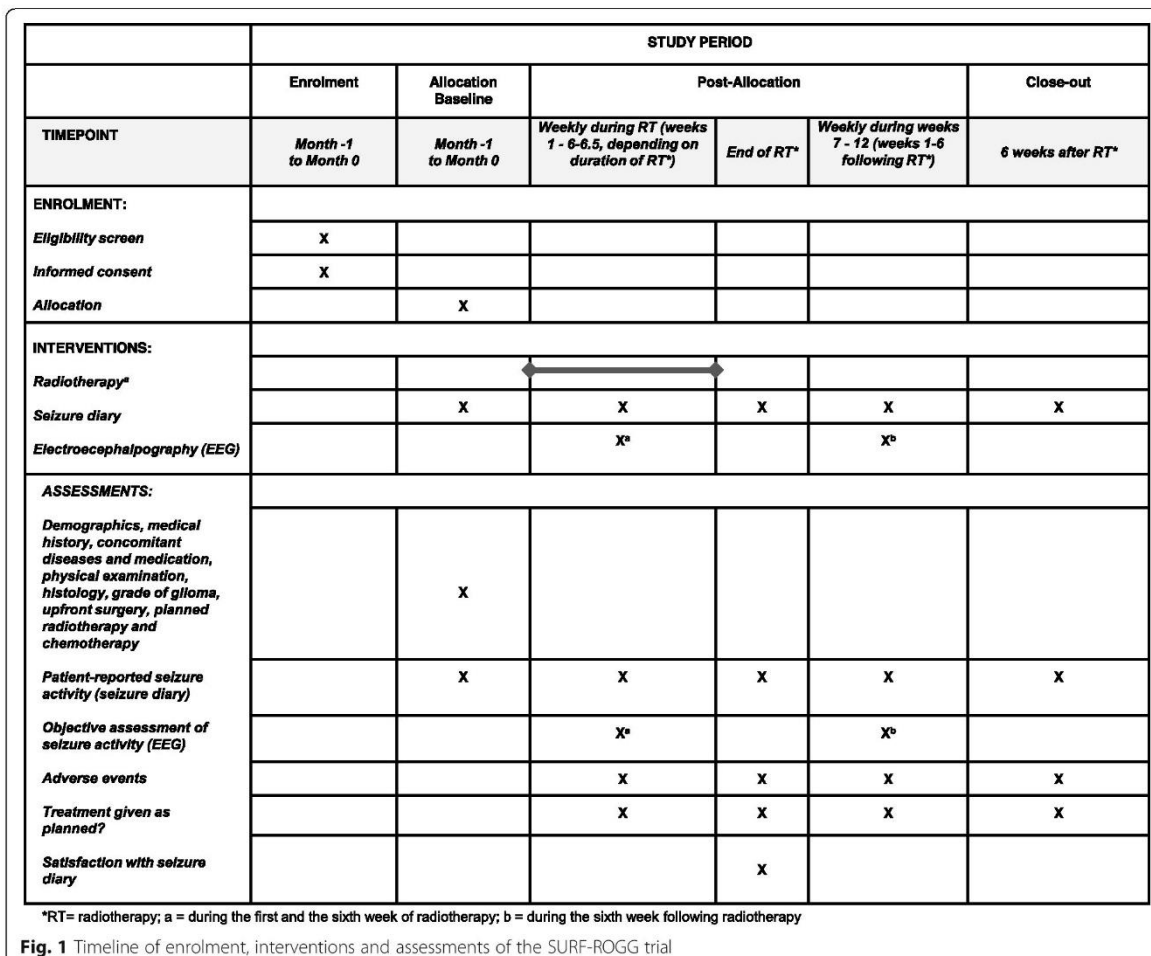 STUDY PERIOD
Enrolment
Allocation
Baseline
Post-Allocation
Close-out
TIMEPOINT
Month -1
to Month 0
Month -1
to Month 0
Weekly during RT (weeks
1 - 6-6.5, depending on
duration of RT*)
End of RT*
Weekly during weeks
7 - 12 (weeks 1-6
following RT*)
6 weeks after RT*
ENROLMENT:
Eligibility screen X
Informed consent X
Allocation X
INTERVENTIONS:
Radiotherapyª
Seizure diary X X X X X
Electroecephalpography (EEG) Xª Xᵇ
ASSESSMENTS:
Demographics, medical
history, concomitant
diseases and medication,
physical examination,
histology, grade of glioma,
upfront surgery, planned
radiotherapy and
chemotherapy
X
Patient-reported seizure
activity (seizure diary)
X X X X X
Objective assessment of
seizure activity (EEG)
Xª Xᵇ
Adverse events X X X X
Treatment given as
planned?
X X X X
Satisfaction with seizure
diary
X
*RT= radiotherapy; a = during the first and the sixth week of radiotherapy; b = during the sixth week following radiotherapy
Fig. 1 Timeline of enrolment, interventions and assessments of the SURF-ROGG trial